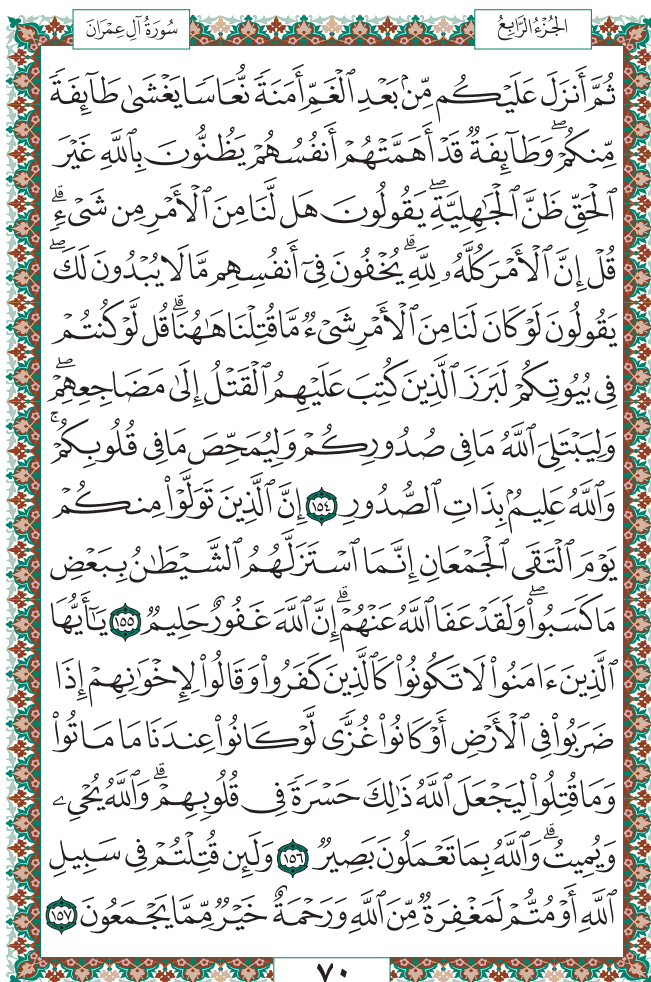 الجُزْءُ الرَّابِعُ
سُورَةُ آلِ عِمْرَانَ
ثُمَّ أَنزَلَ عَلَيْكُم مِّنۢ بَعْدِ ٱلْغَمِّ أَمَنَةً نُّعَاسًا يَغْشَىٰ طَآئِفَةً
مِّنكُمْۖ وَطَآئِفَةٌ قَدْ أَهَمَّتْهُمْ أَنفُسُهُمْ يَظُنُّونَ بِٱللَّهِ غَيْرَ
ٱلْحَقِّ ظَنَّ ٱلْجَٰهِلِيَّةِۖ يَقُولُونَ هَل لَّنَا مِنَ ٱلْأَمْرِ مِن شَىْءٍۗ
قُلْ إِنَّ ٱلْأَمْرَ كُلَّهُۥ لِلَّهِۗ يُخْفُونَ فِىٓ أَنفُسِهِم مَّا لَا يُبْدُونَ لَكَۖ
يَقُولُونَ لَوْ كَانَ لَنَا مِنَ ٱلْأَمْرِ شَىْءٌ مَّا قُتِلْنَا هَٰهُنَاۗ قُل لَّوْ كُنتُمْ
فِى بُيُوتِكُمْ لَبَرَزَ ٱلَّذِينَ كُتِبَ عَلَيْهِمُ ٱلْقَتْلُ إِلَىٰ مَضَاجِعِهِمْۖ
وَلِيَبْتَلِىَ ٱللَّهُ مَا فِى صُدُورِكُمْ وَلِيُمَحِّصَ مَا فِى قُلُوبِكُمْۚ
وَٱللَّهُ عَلِيمٌۢ بِذَاتِ ٱلصُّدُورِ ١٥٤ إِنَّ ٱلَّذِينَ تَوَلَّوْا۟ مِنكُمْ
يَوْمَ ٱلْتَقَى ٱلْجَمْعَانِ إِنَّمَا ٱسْتَزَلَّهُمُ ٱلشَّيْطَٰنُ بِبَعْضِ
مَا كَسَبُوا۟ۖ وَلَقَدْ عَفَا ٱللَّهُ عَنْهُمْۗ إِنَّ ٱللَّهَ غَفُورٌ حَلِيمٌ ١٥٥ يَٰٓأَيُّهَا
ٱلَّذِينَ ءَامَنُوا۟ لَا تَكُونُوا۟ كَٱلَّذِينَ كَفَرُوا۟ وَقَالُوا۟ لِإِخْوَٰنِهِمْ إِذَا
ضَرَبُوا۟ فِى ٱلْأَرْضِ أَوْ كَانُوا۟ غُزًّى لَّوْ كَانُوا۟ عِندَنَا مَا مَاتُوا۟
وَمَا قُتِلُوا۟ لِيَجْعَلَ ٱللَّهُ ذَٰلِكَ حَسْرَةً فِى قُلُوبِهِمْۗ وَٱللَّهُ يُحْىِۦ
وَيُمِيتُۗ وَٱللَّهُ بِمَا تَعْمَلُونَ بَصِيرٌ ١٥٦ وَلَئِن قُتِلْتُمْ فِى سَبِيلِ
ٱللَّهِ أَوْ مُتُّمْ لَمَغْفِرَةٌ مِّنَ ٱللَّهِ وَرَحْمَةٌ خَيْرٌ مِّمَّا يَجْمَعُونَ ١٥٧
٧٠